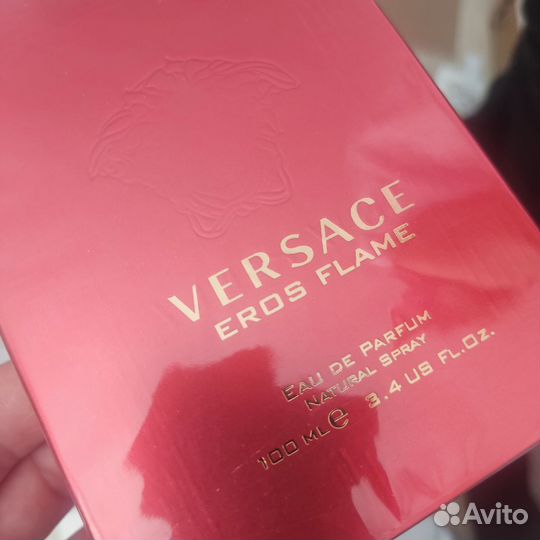 VERSACE
EROS FLAME
EAU DE PARFUM
NATURAL SPRAY
100 ML e 3.4 US FL.OZ.
Avito